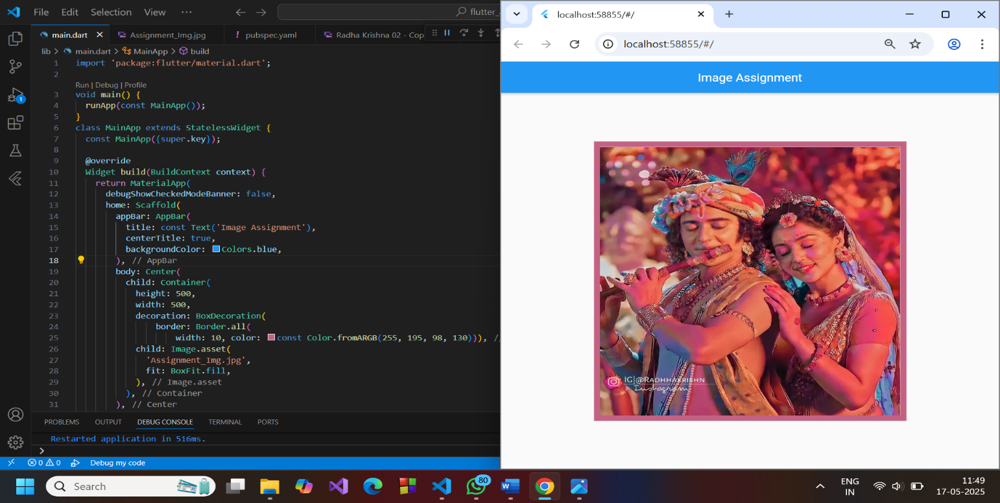 File Edit Selection View ···
flutter_
main.dart
Assignment_Img.jpg
! pubspec.yaml
Radha Krishna 02 - Cop
lib > main.dart > MainApp > build
1 import 'package:flutter/material.dart';
2
Run | Debug | Profile
3 void main() {
4 runApp(const MainApp());
5 }
6 class MainApp extends StatelessWidget {
7 const MainApp({super.key});
8
9 @override
10 Widget build(BuildContext context) {
11 return MaterialApp(
12 debugShowCheckedModeBanner: false,
13 home: Scaffold(
14 appBar: AppBar(
15 title: const Text('Image Assignment'),
16 centerTitle: true,
17 backgroundColor: Colors.blue,
18 ), // AppBar
19 body: Center(
20 child: Container(
21 height: 500,
22 width: 500,
23 decoration: BoxDecoration(
24 border: Border.all(
25 width: 10, color: const Color.fromARGB(255, 195, 98, 130))), /
26 child: Image.asset(
27 'Assignment_Img.jpg',
28 fit: BoxFit.fill,
29 ), // Image.asset
30 ), // Container
31 ), // Center
PROBLEMS OUTPUT DEBUG CONSOLE TERMINAL PORTS
Restarted application in 516ms.
>
0 0 Debug my code
localhost:58855/#/
localhost:58855/#/
Image Assignment
IG|@RADHHAKRISHN
Instagram
1
Search
80
W
ENG
IN
11:49
17-05-2025